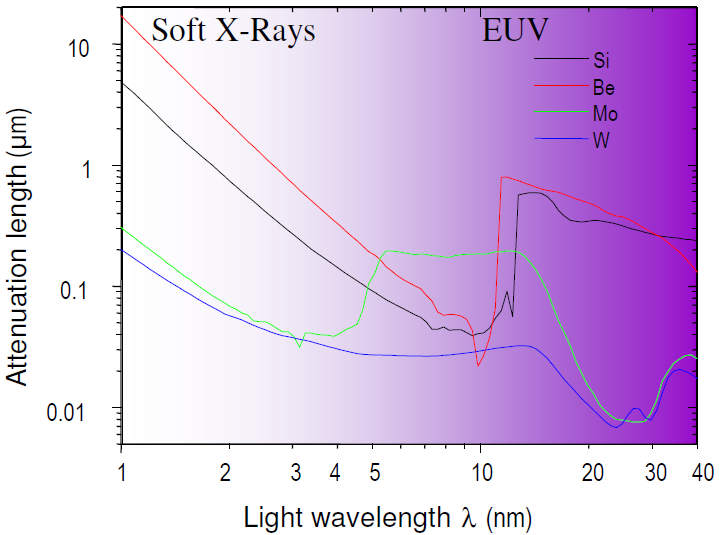 Soft X-Rays EUV
Si
Be
Mo
W
10
1
0.1
0.01
Attenuation length (μm)
1 2 3 4 5 10 20 30 40
Light wavelength λ (nm)